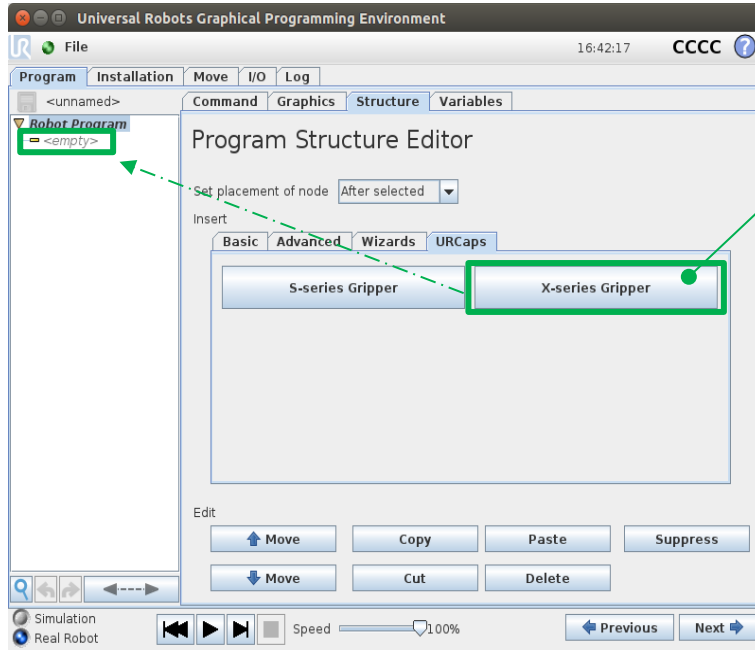 Universal Robots Graphical Programming Environment
File
16:42:17
CCCC
?
Program Installation Move I/O Log
<unnamed>
Command Graphics Structure Variables
Robot Program
<empty>
Program Structure Editor
Set placement of node After selected
Insert
Basic Advanced Wizards URCaps
S-series Gripper
X-series Gripper
Edit
Move Copy Paste Suppress
Move Cut Delete
Simulation
Real Robot
Speed 100%
Previous Next